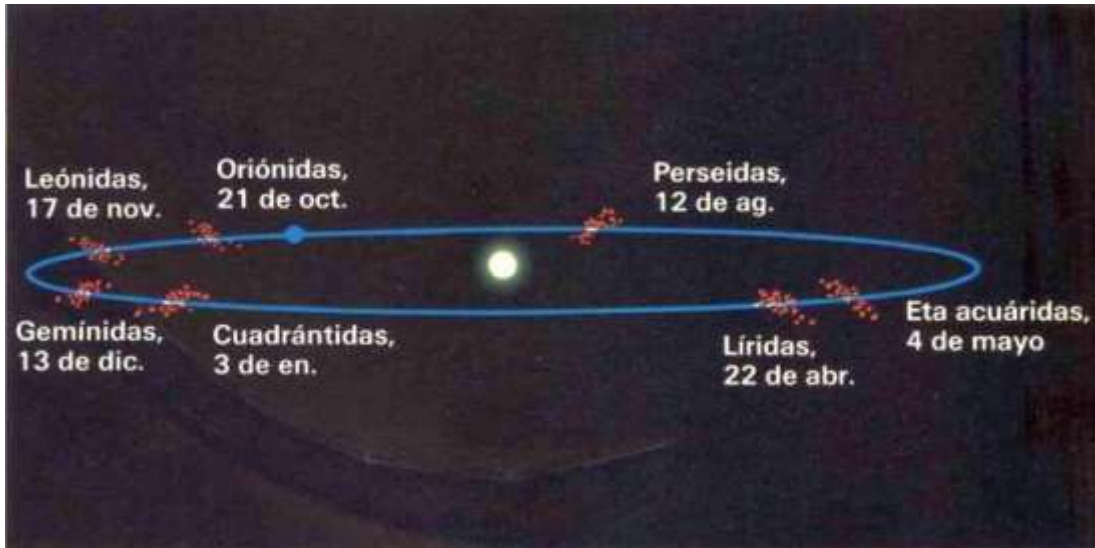 Leónidas,
17 de nov.
Oriónidas,
21 de oct.
Perseidas,
12 de ag.
Gemínidas,
13 de dic.
Cuadrántidas,
3 de en.
Líridas,
22 de abr.
Eta acuáridas,
4 de mayo